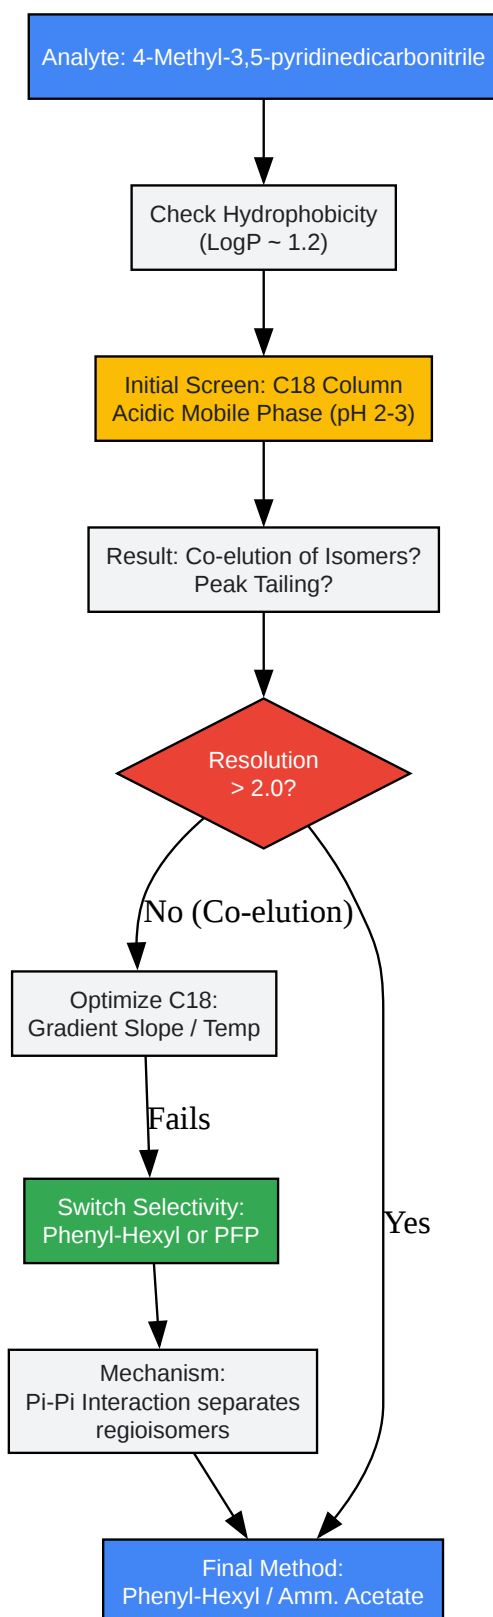 Analyte: 4-Methyl-3,5-pyridinedicarbonitrile
Check Hydrophobicity
(LogP ~ 1.2)
Initial Screen: C18 Column
Acidic Mobile Phase (pH 2-3)
Result: Co-elution of Isomers?
Peak Tailing?
Resolution
> 2.0?
No (Co-elution)
Optimize C18:
Gradient Slope / Temp
Fails
Switch Selectivity:
Phenyl-Hexyl or PFP
Yes
Mechanism:
Pi-Pi Interaction separates
regioisomers
Final Method:
Phenyl-Hexyl / Amm. Acetate